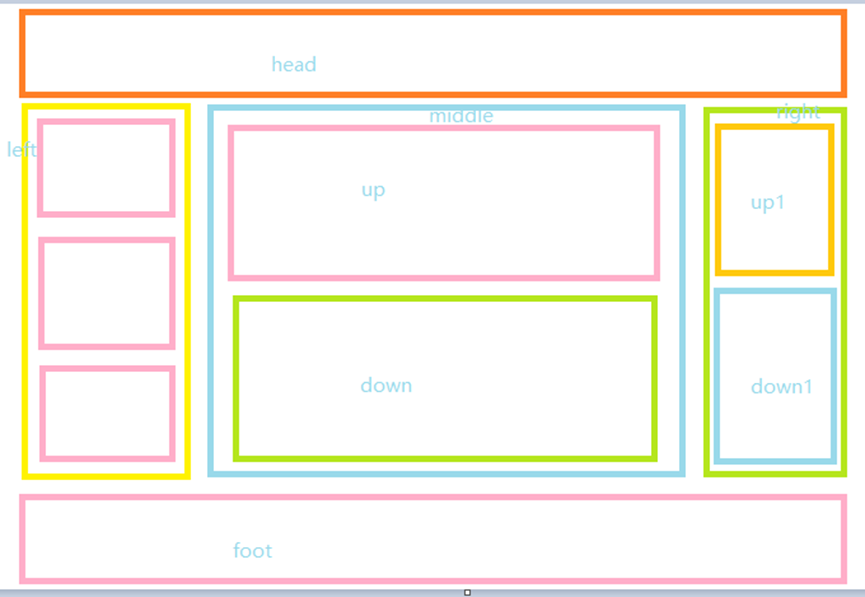 head
middle
right
left
up
up1
down
down1
foot